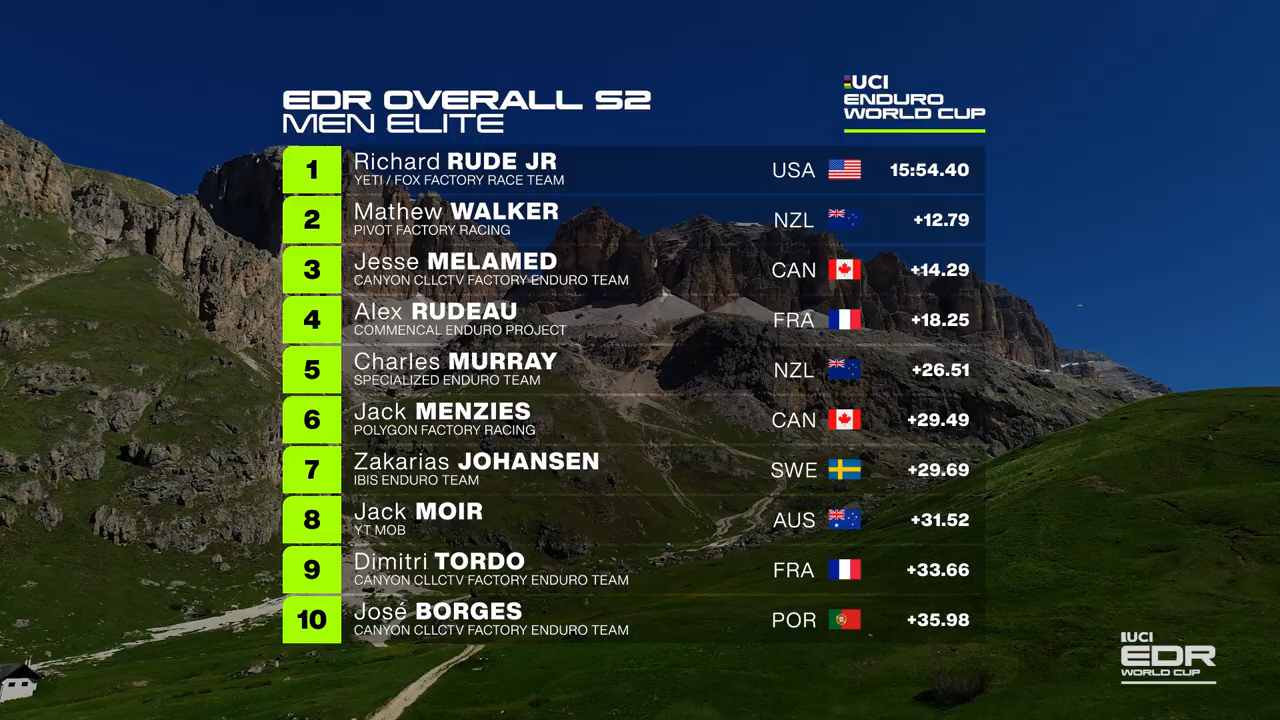 EDR OVERALL S2
MEN ELITE
UCI
ENDURO
WORLD CUP
1 Richard RUDE JR USA 15:54.40
YETI / FOX FACTORY RACE TEAM
2 Mathew WALKER NZL +12.79
PIVOT FACTORY RACING
3 Jesse MELAMED CAN +14.29
CANYON CLLCTV FACTORY ENDURO TEAM
4 Alex RUDEAU FRA +18.25
COMMENCAL ENDURO PROJECT
5 Charles MURRAY NZL +26.51
SPECIALIZED ENDURO TEAM
6 Jack MENZIES CAN +29.49
POLYGON FACTORY RACING
7 Zakarias JOHANSEN SWE +29.69
IBIS ENDURO TEAM
8 Jack MOIR AUS +31.52
YT MOB
9 Dimitri TORDO FRA +33.66
CANYON CLLCTV FACTORY ENDURO TEAM
10 José BORGES POR +35.98
CANYON CLLCTV FACTORY ENDURO TEAM
UCI
EDR
WORLD CUP